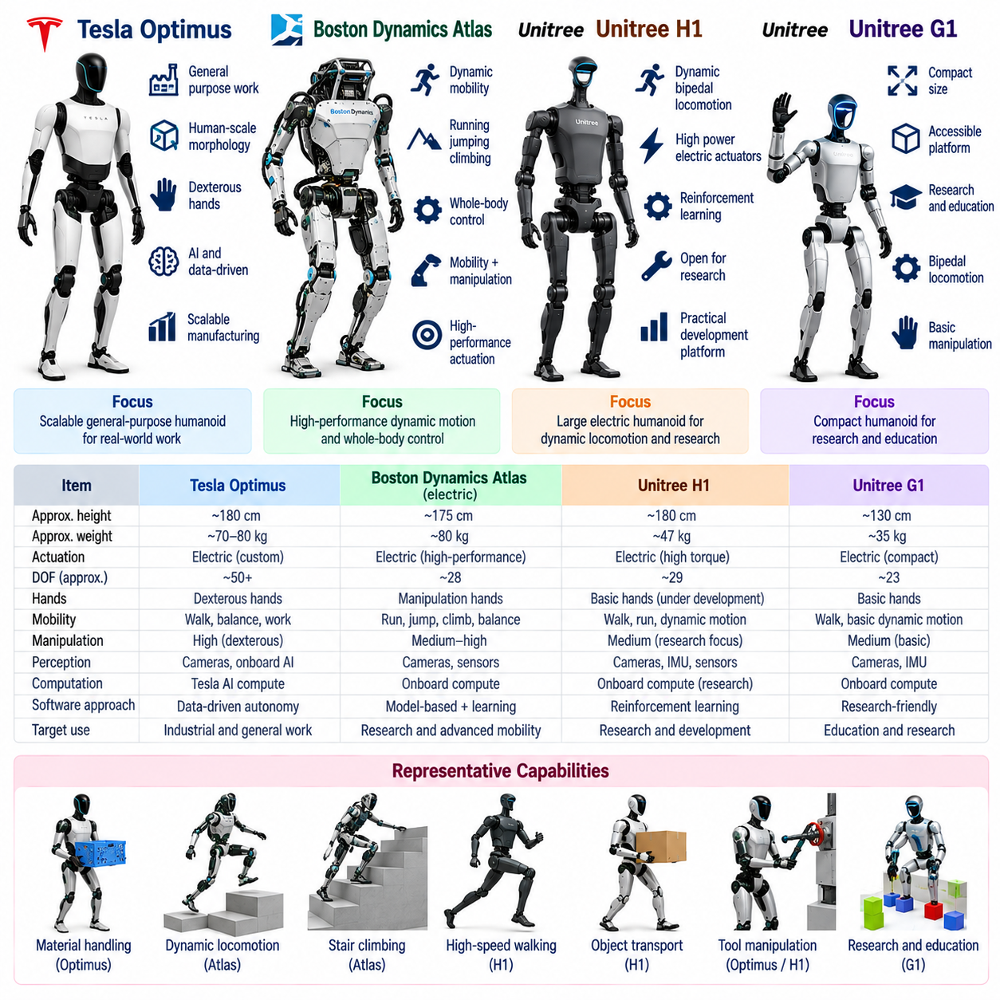 Tesla Optimus
General
purpose work
Human-scale
morphology
Dexterous
hands
AI and
data-driven
Scalable
manufacturing
TESLA
Boston Dynamics Atlas
Dynamic
mobility
Running
jumping
climbing
Whole-body
control
Mobility +
manipulation
High-
performance
actuation
Boston Dynamics
Unitree Unitree H1
Dynamic
bipedal
locomotion
High power
electric actuators
Reinforcement
learning
Open for
research
Practical
development
platform
Unitree
Unitree Unitree G1
Compact
size
Accessible
platform
Research
and education
Bipedal
locomotion
Basic
manipulation
Unitree
Focus
Scalable general-purpose humanoid
for real-world work
Focus
High-performance dynamic motion
and whole-body control
Focus
Large electric humanoid for
dynamic locomotion and research
Focus
Compact humanoid for
research and education
Item Tesla Optimus Boston Dynamics Atlas (electric) Unitree H1 Unitree G1
Approx. height ~180 cm ~175 cm ~180 cm ~130 cm
Approx. weight ~70–80 kg ~80 kg ~47 kg ~35 kg
Actuation Electric (custom) Electric (high-performance) Electric (high torque) Electric (compact)
DOF (approx.) ~50+ ~28 ~29 ~23
Hands Dexterous hands Manipulation hands Basic hands (under development) Basic hands
Mobility Walk, balance, work Run, jump, climb, balance Walk, run, dynamic motion Walk, basic dynamic motion
Manipulation High (dexterous) Medium–high Medium (research focus) Medium (basic)
Perception Cameras, onboard AI Cameras, sensors Cameras, IMU, sensors Cameras, IMU
Computation Tesla AI compute Onboard compute Onboard compute (research) Onboard compute
Software approach Data-driven autonomy Model-based + learning Reinforcement learning Research-friendly
Target use Industrial and general work Research and advanced mobility Research and development Education and research
Representative Capabilities
Material handling
(Optimus)
Dynamic locomotion
(Atlas)
Stair climbing
(Atlas)
High-speed walking
(H1)
Object transport
(H1)
Tool manipulation
(Optimus / H1)
Research and education
(G1)